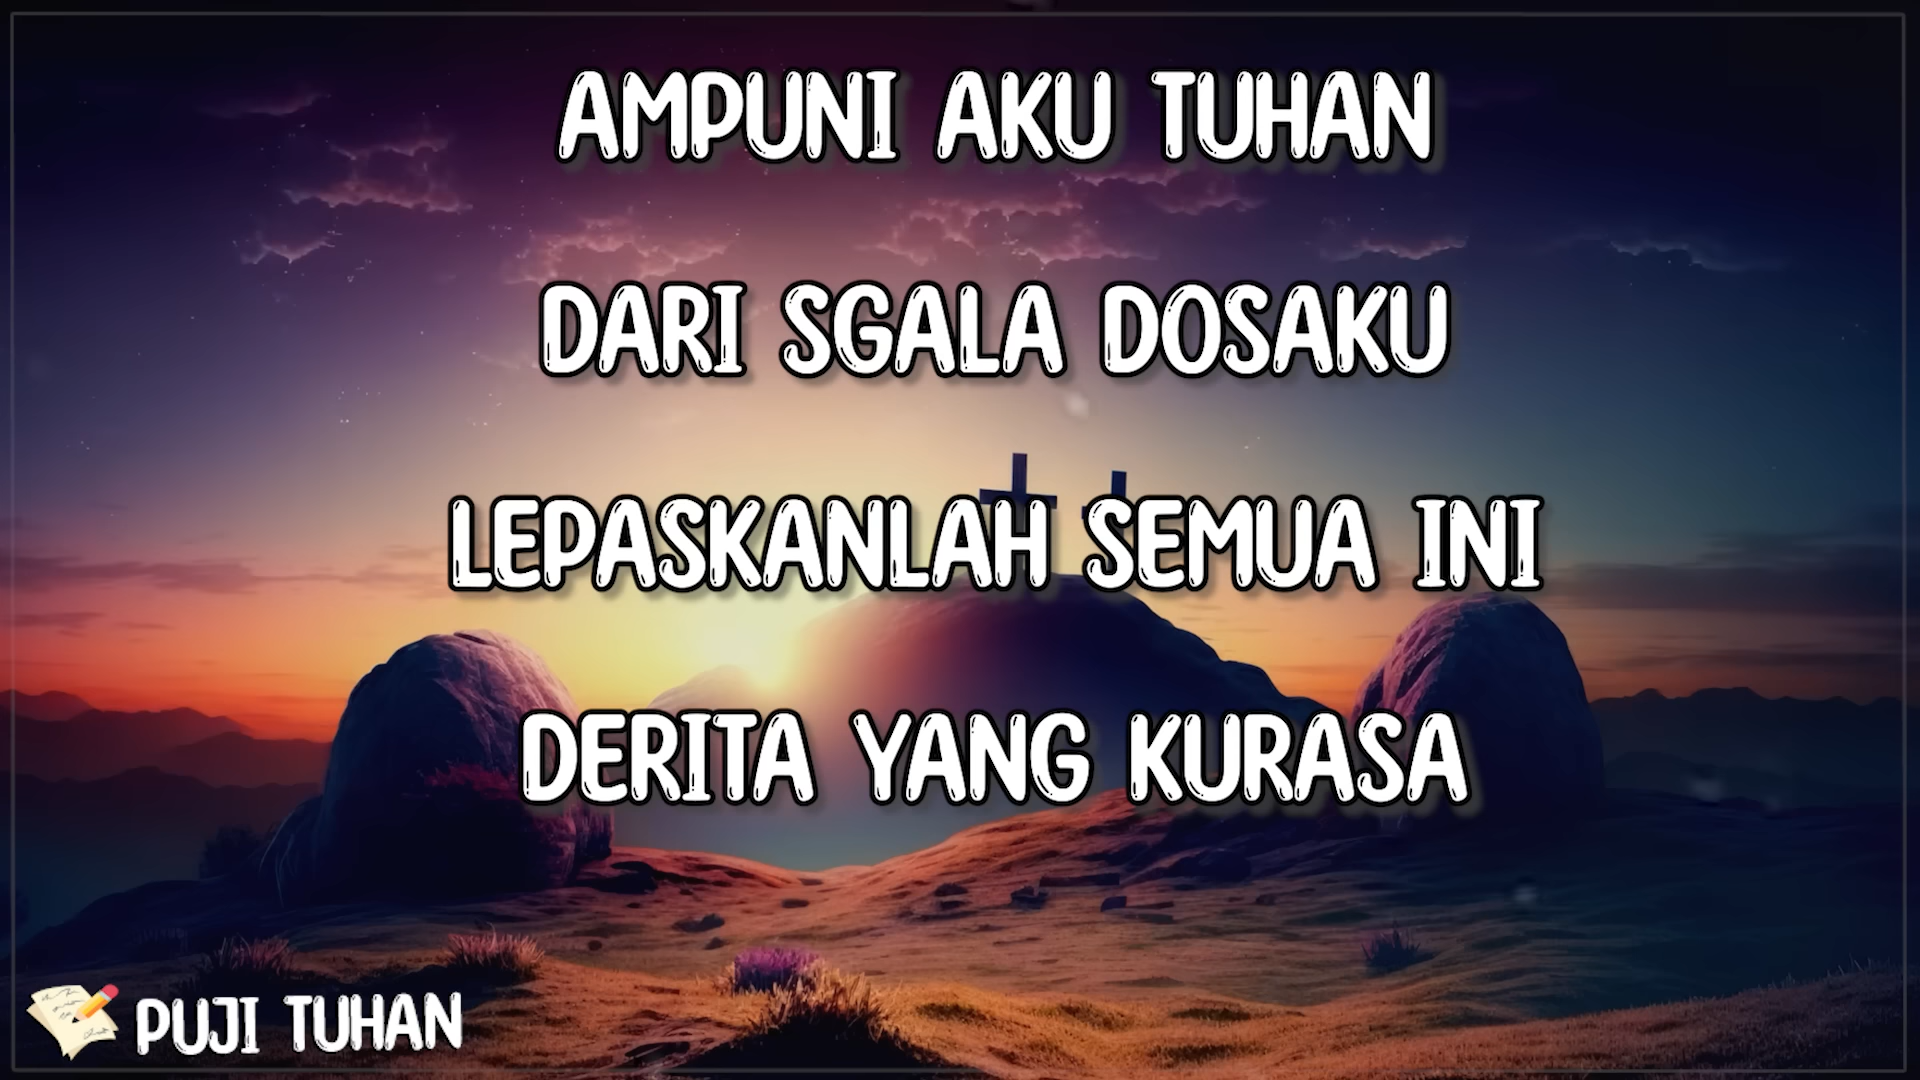 AMPUNI AKU TUHAN
DARI SGALA DOSAKU
LEPASKANLAH SEMUA INI
DERITA YANG KURASA
PUJI TUHAN